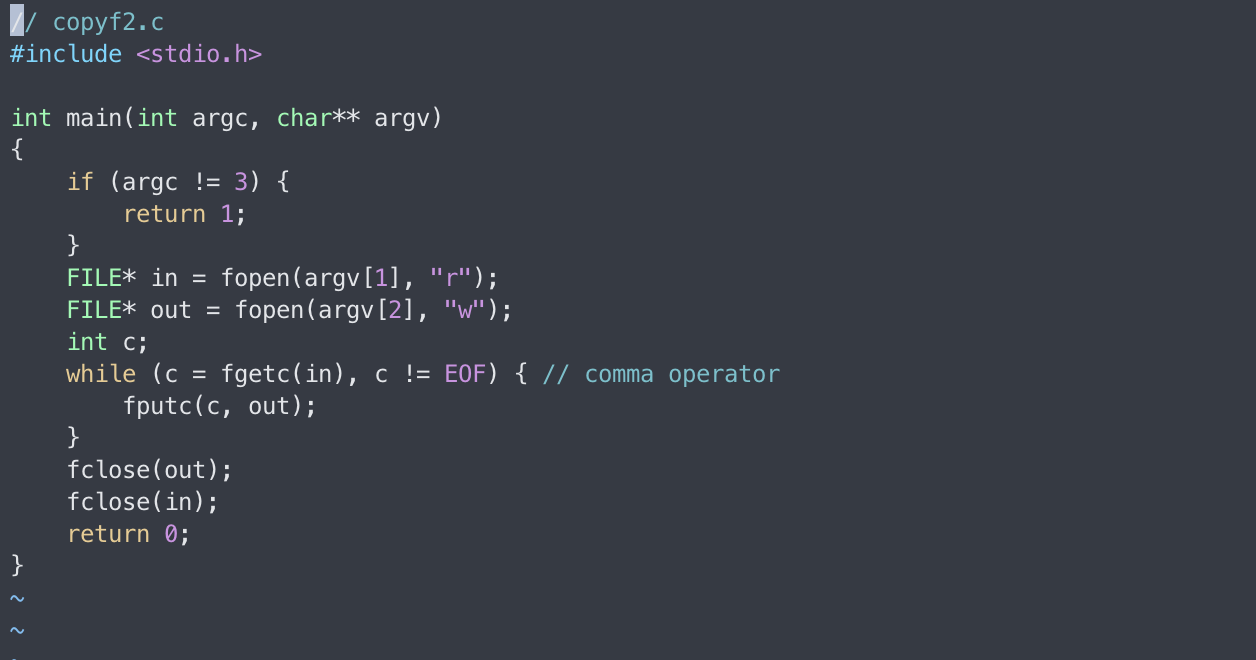 // copyf2.c
#include <stdio.h>

int main(int argc, char** argv)
{
    if (argc != 3) {
        return 1;
    }
    FILE* in = fopen(argv[1], "r");
    FILE* out = fopen(argv[2], "w");
    int c;
    while (c = fgetc(in), c != EOF) { // comma operator
        fputc(c, out);
    }
    fclose(out);
    fclose(in);
    return 0;
}
~
~